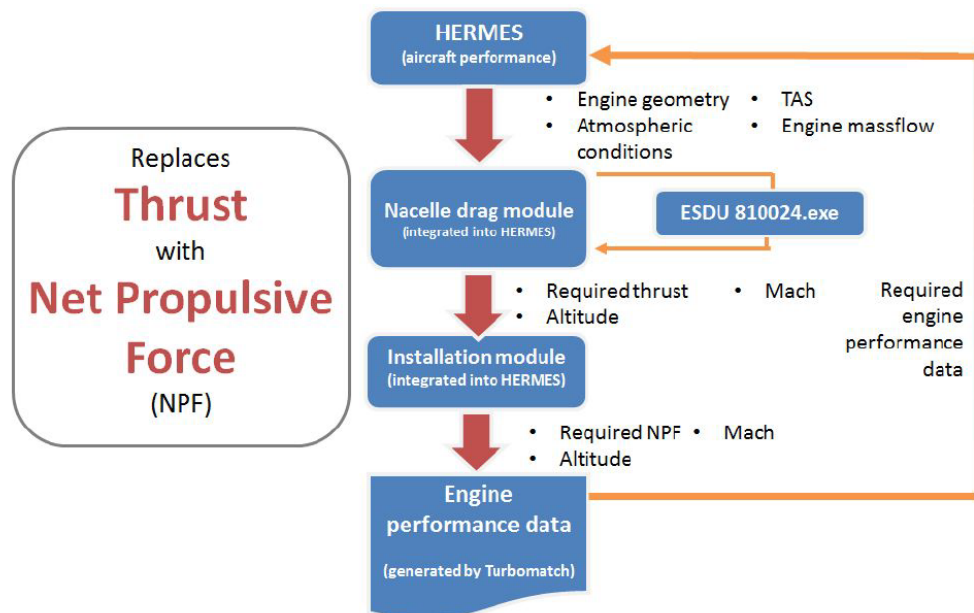 HERMES
(aircraft performance)
• Engine geometry • TAS
• Atmospheric conditions • Engine massflow
Replaces
Thrust
with
Net Propulsive
Force
(NPF)
Nacelle drag module
(integrated into HERMES)
ESDU 810024.exe
• Required thrust • Mach
• Altitude
Required
engine
performance
data
Installation module
(integrated into HERMES)
• Required NPF • Mach
• Altitude
Engine
performance data
(generated by Turbomatch)